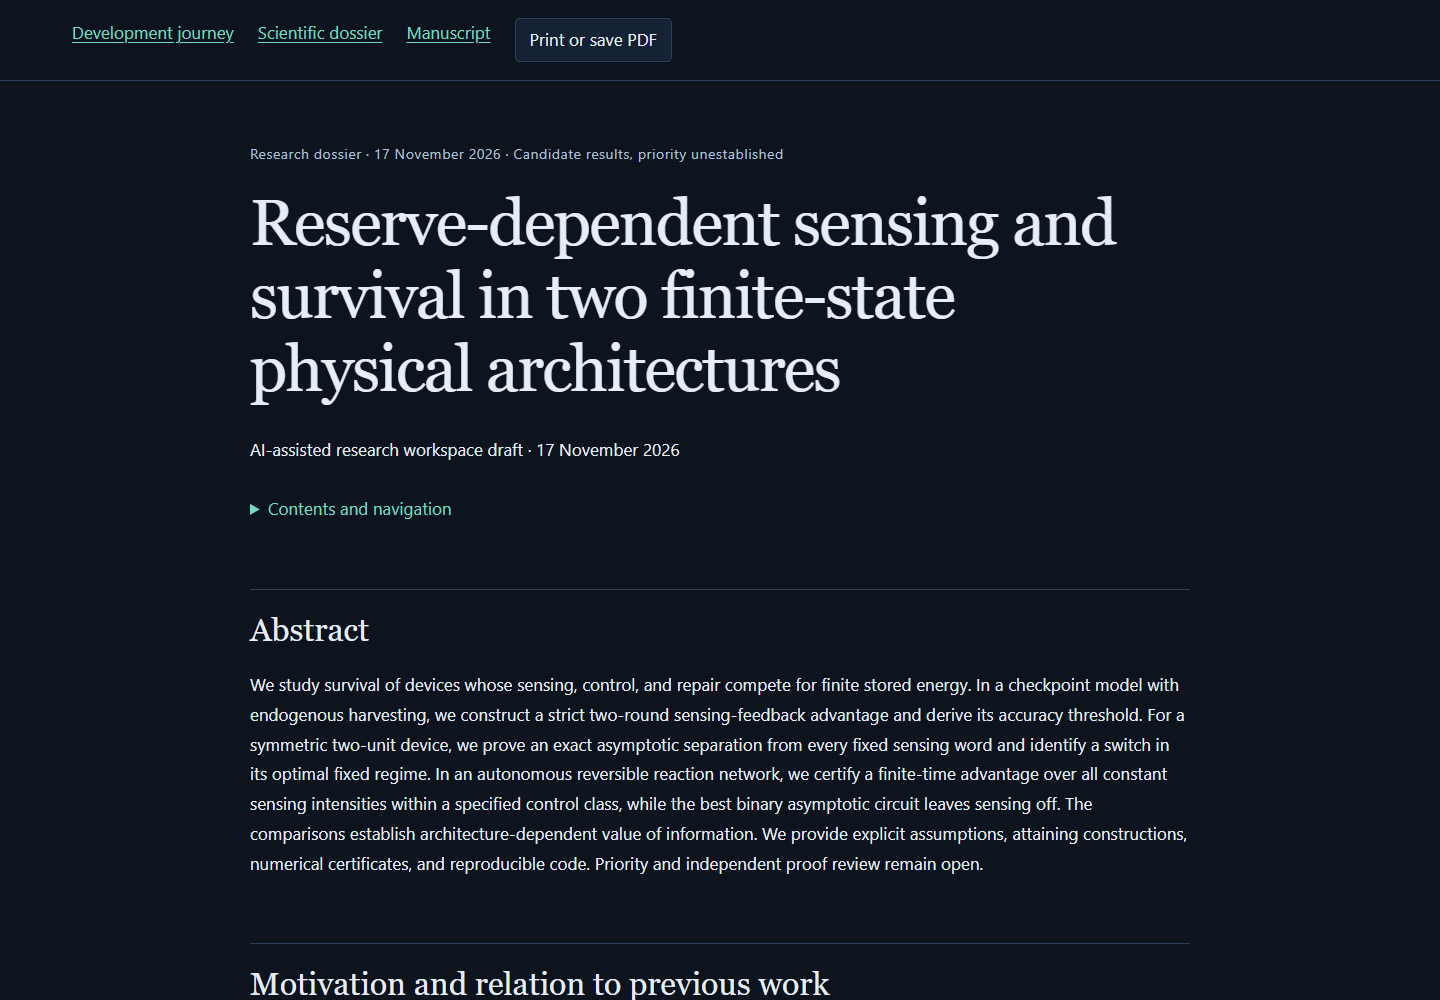 Development journey Scientific dossier Manuscript Print or save PDF
Research dossier · 17 November 2026 · Candidate results, priority unestablished
Reserve-dependent sensing and
survival in two finite-state
physical architectures
AI-assisted research workspace draft · 17 November 2026
Contents and navigation
Abstract
We study survival of devices whose sensing, control, and repair compete for finite stored energy. In a checkpoint model with
endogenous harvesting, we construct a strict two-round sensing-feedback advantage and derive its accuracy threshold. For a
symmetric two-unit device, we prove an exact asymptotic separation from every fixed sensing word and identify a switch in
its optimal fixed regime. In an autonomous reversible reaction network, we certify a finite-time advantage over all constant
sensing intensities within a specified control class, while the best binary asymptotic circuit leaves sensing off. The
comparisons establish architecture-dependent value of information. We provide explicit assumptions, attaining constructions,
numerical certificates, and reproducible code. Priority and independent proof review remain open.
Motivation and relation to previous work